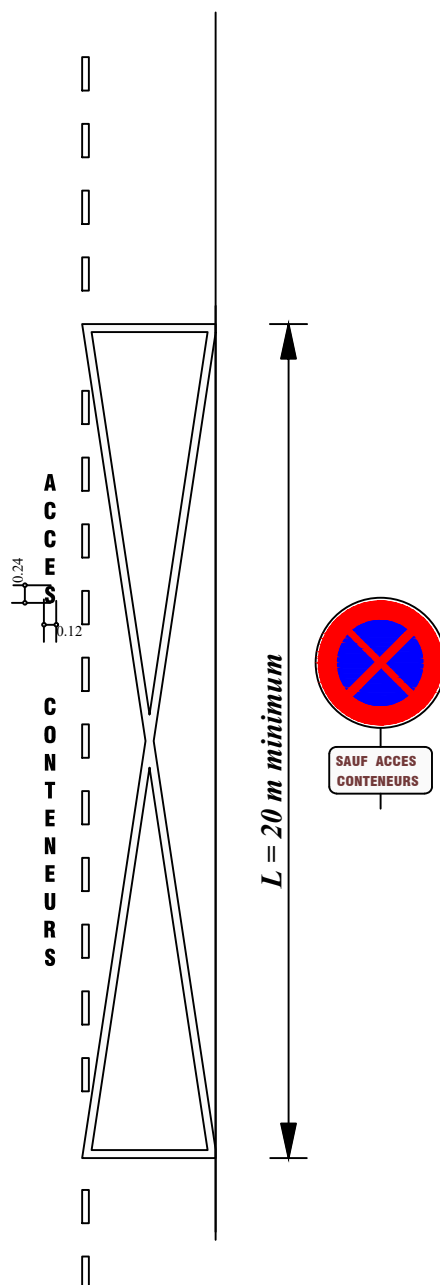 ACCES CONTENEURS
0.24
0.12
L = 20 m minimum
SAUF ACCES
CONTENEURS